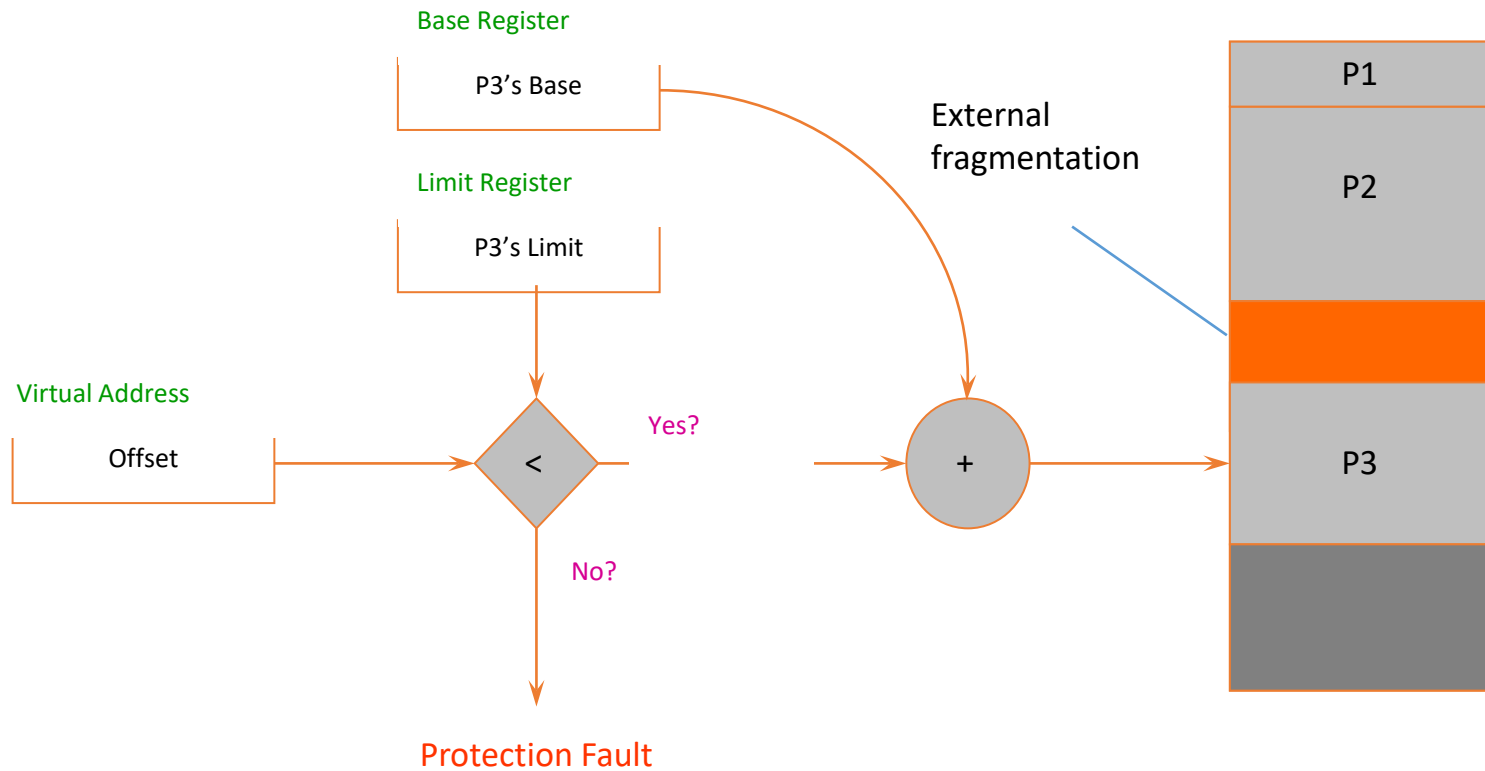 Base Register
P3’s Base
Limit Register
P3’s Limit
Virtual Address
Offset
<
Yes?
No?
Protection Fault
+
External
fragmentation
P1
P2
P3